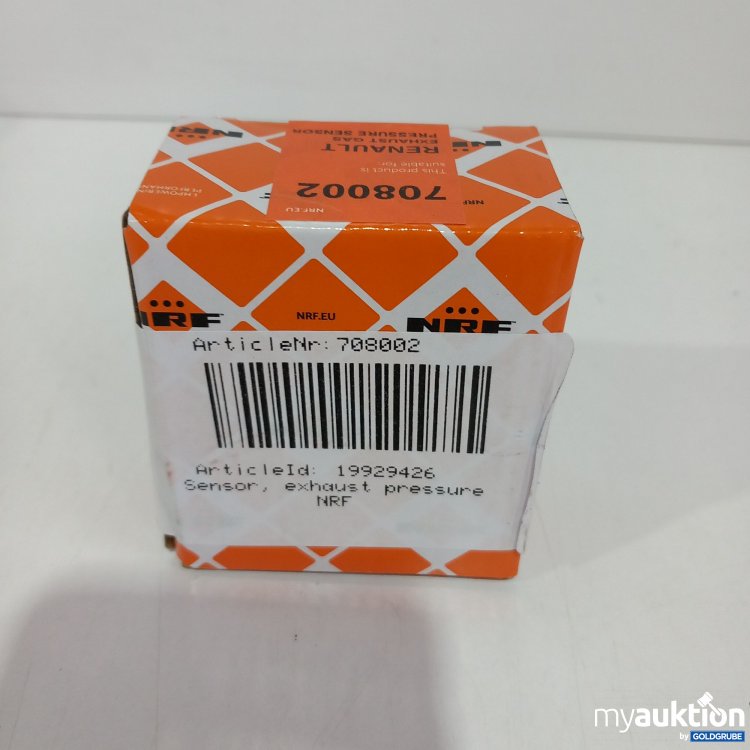 NRF
EXHAUST GAS
PRESSURE SENSOR
RENAULT
This product is
suitable for:
708002
NRF.EU
NRF
NRF.EU
NRF
ArticleNr: 708002
ArticleId: 19929426
Sensor, exhaust pressure
NRF
myauktion
by GOLDGRUBE